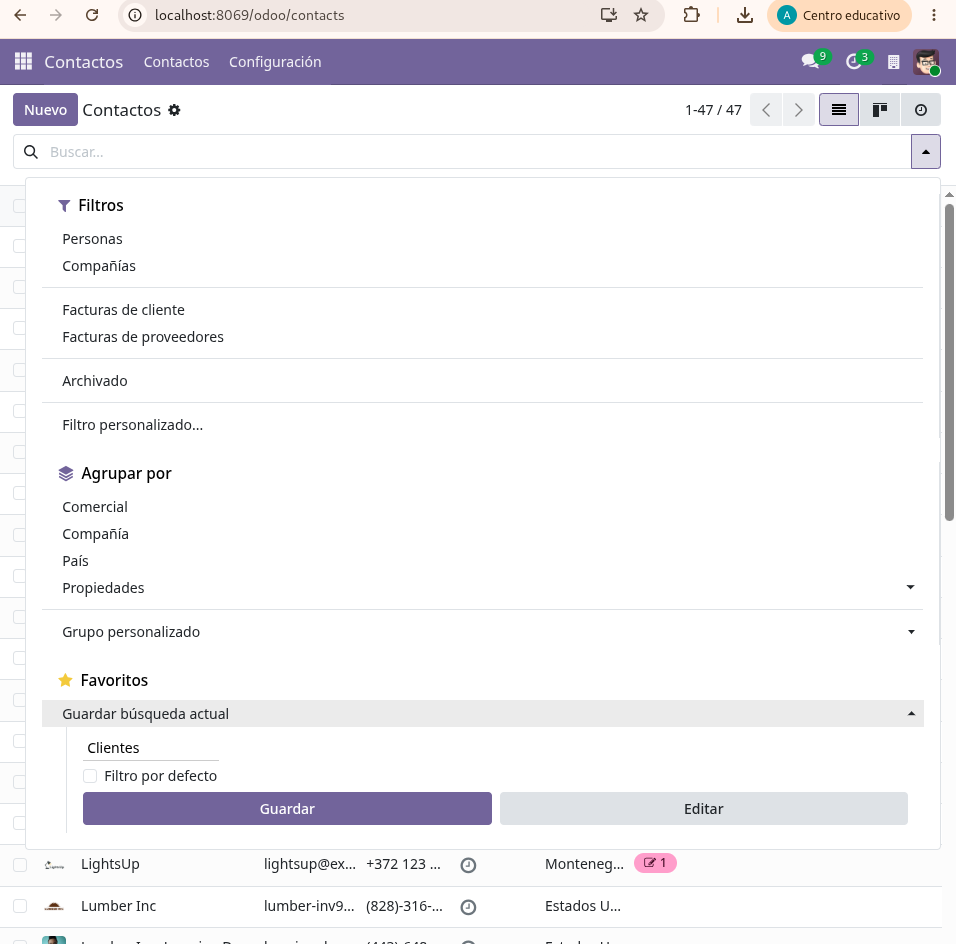 localhost:8069/odoo/contacts
A
Centro educativo
Contactos
Contactos
Configuración
9
3
Nuevo
Contactos
1-47 / 47
Buscar...
Filtros
Personas
Compañías
Facturas de cliente
Facturas de proveedores
Archivado
Filtro personalizado...
Agrupar por
Comercial
Compañía
País
Propiedades
Grupo personalizado
Favoritos
Guardar búsqueda actual
Clientes
Filtro por defecto
Guardar
Editar
LightsUp lightsup@ex... +372 123 ... Monteneg... 1
Lumber Inc lumber-inv9... (828)-316-... Estados U...